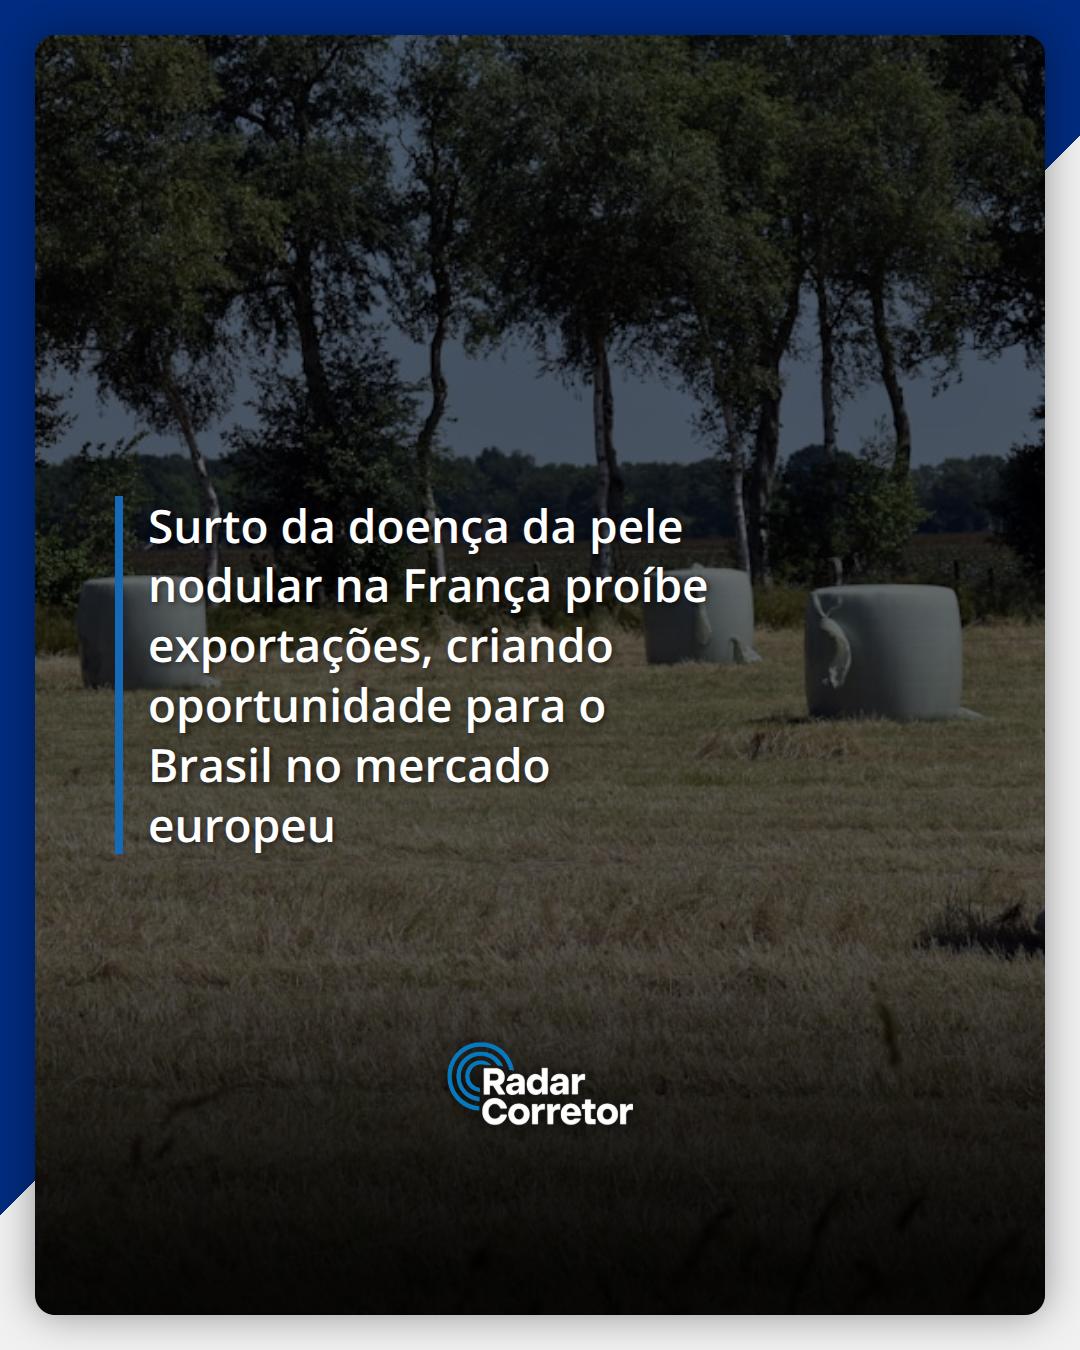 Surto da doença da pele
nodular na França proíbe
exportações, criando
oportunidade para o
Brasil no mercado
europeu
Radar
Corretor